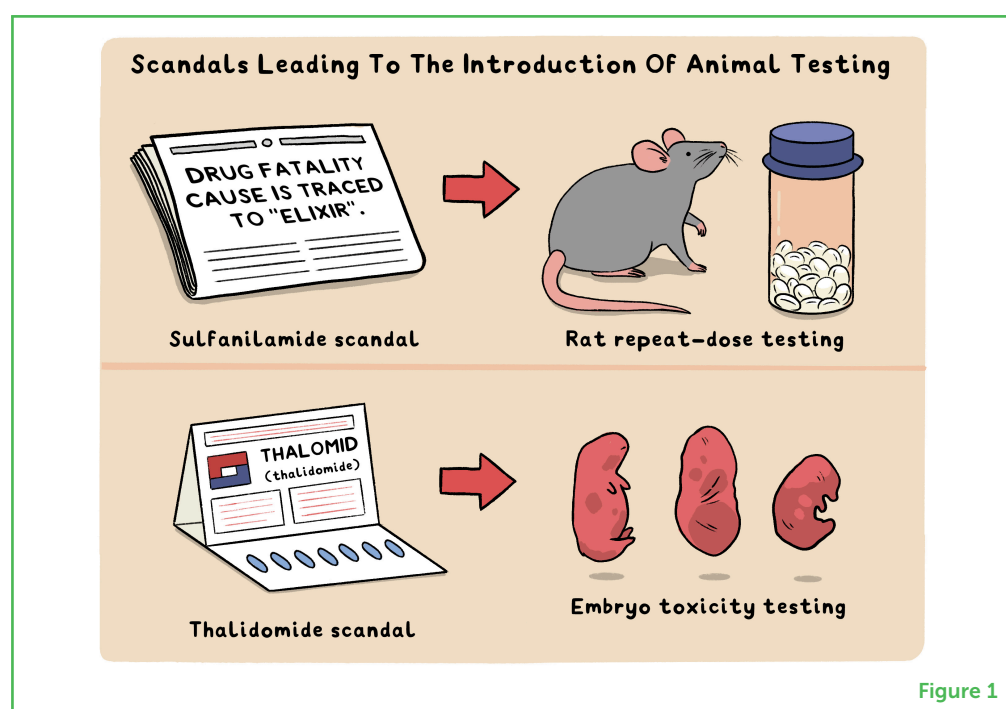 Scandals Leading To The Introduction Of Animal Testing
DRUG FATALITY
CAUSE IS TRACED
TO "ELIXIR".
Sulfanilamide scandal
Rat repeat-dose testing
THALOMID
(thalidomide)
Thalidomide scandal
Embryo toxicity testing
Figure 1